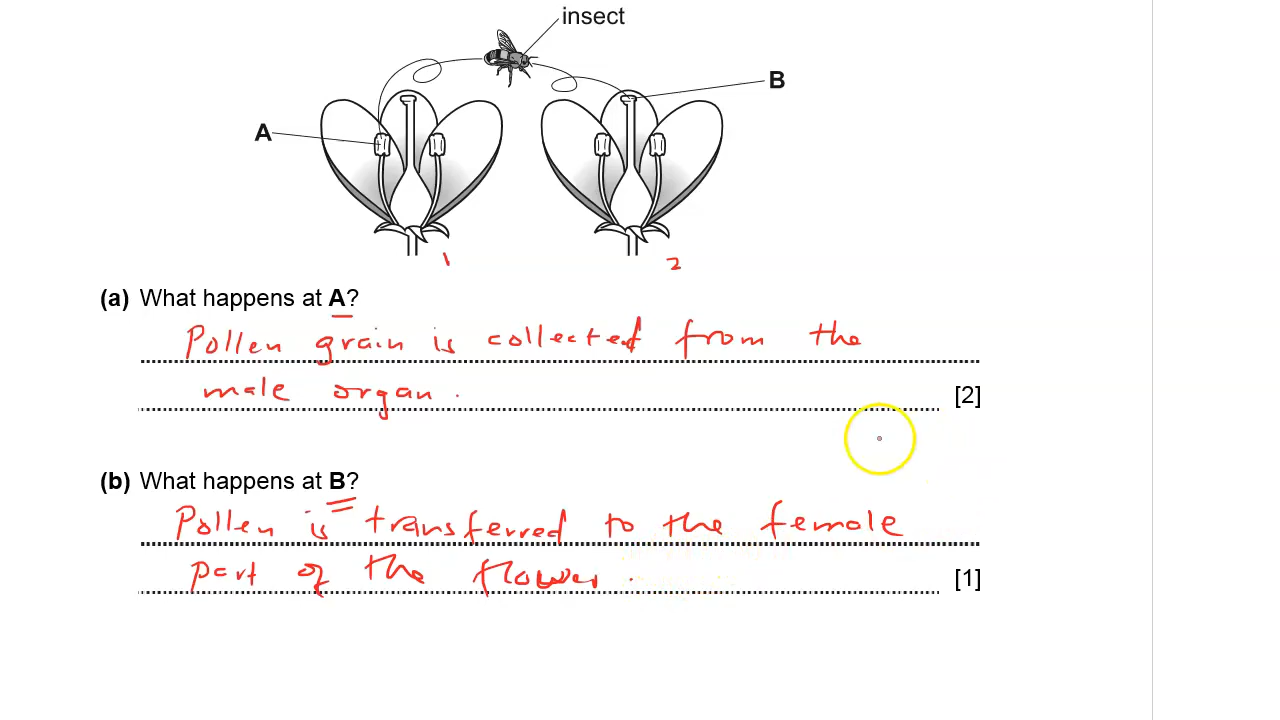 insect
B
A
1
2
(a) What happens at A?
Pollen grain is collected from the
male organ.
[2]
(b) What happens at B?
Pollen is transferred to the female
part of the flower.
[1]